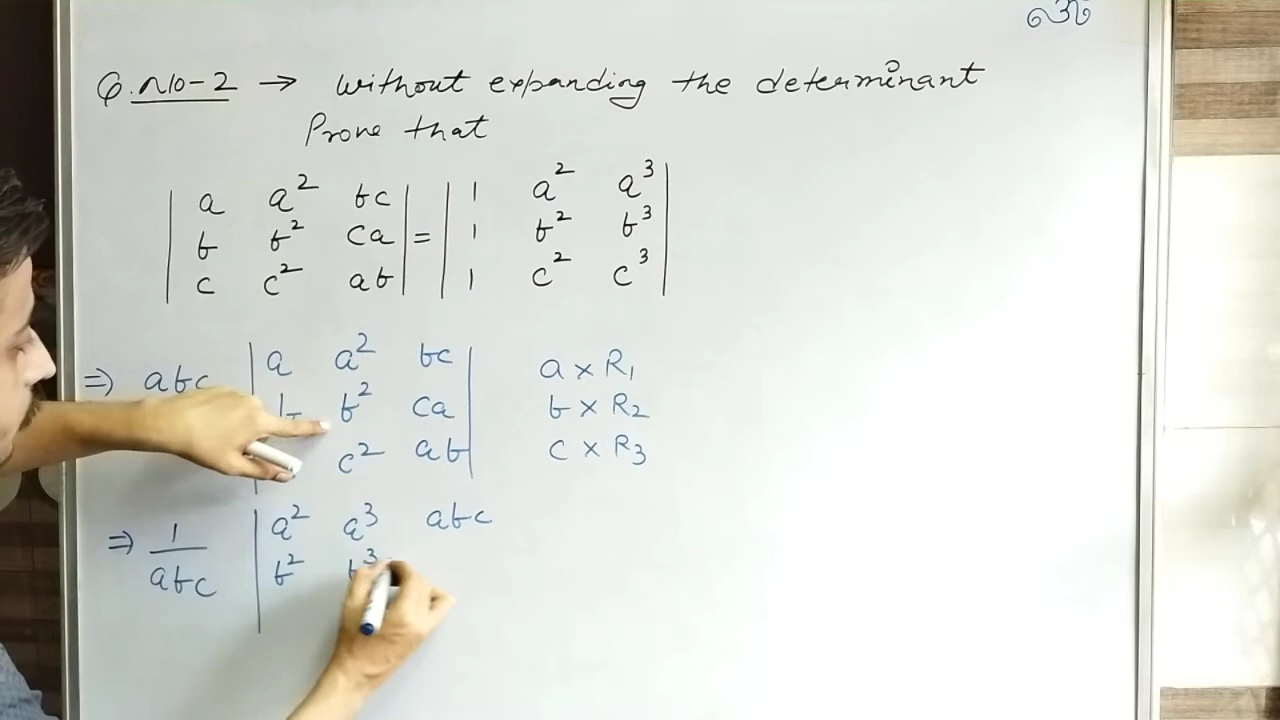 Q.No-2 → Without expanding the determinant
Prove that
| a a² bc | = | 1 a² a³ |
| b b² ca | | 1 b² b³ |
| c c² ab | | 1 c² c³ |
⇒ abc | a a² bc | a × R₁
b² ca | b × R₂
c² ab | c × R₃
⇒ 1/abc | a² a³ abc
| b² b³